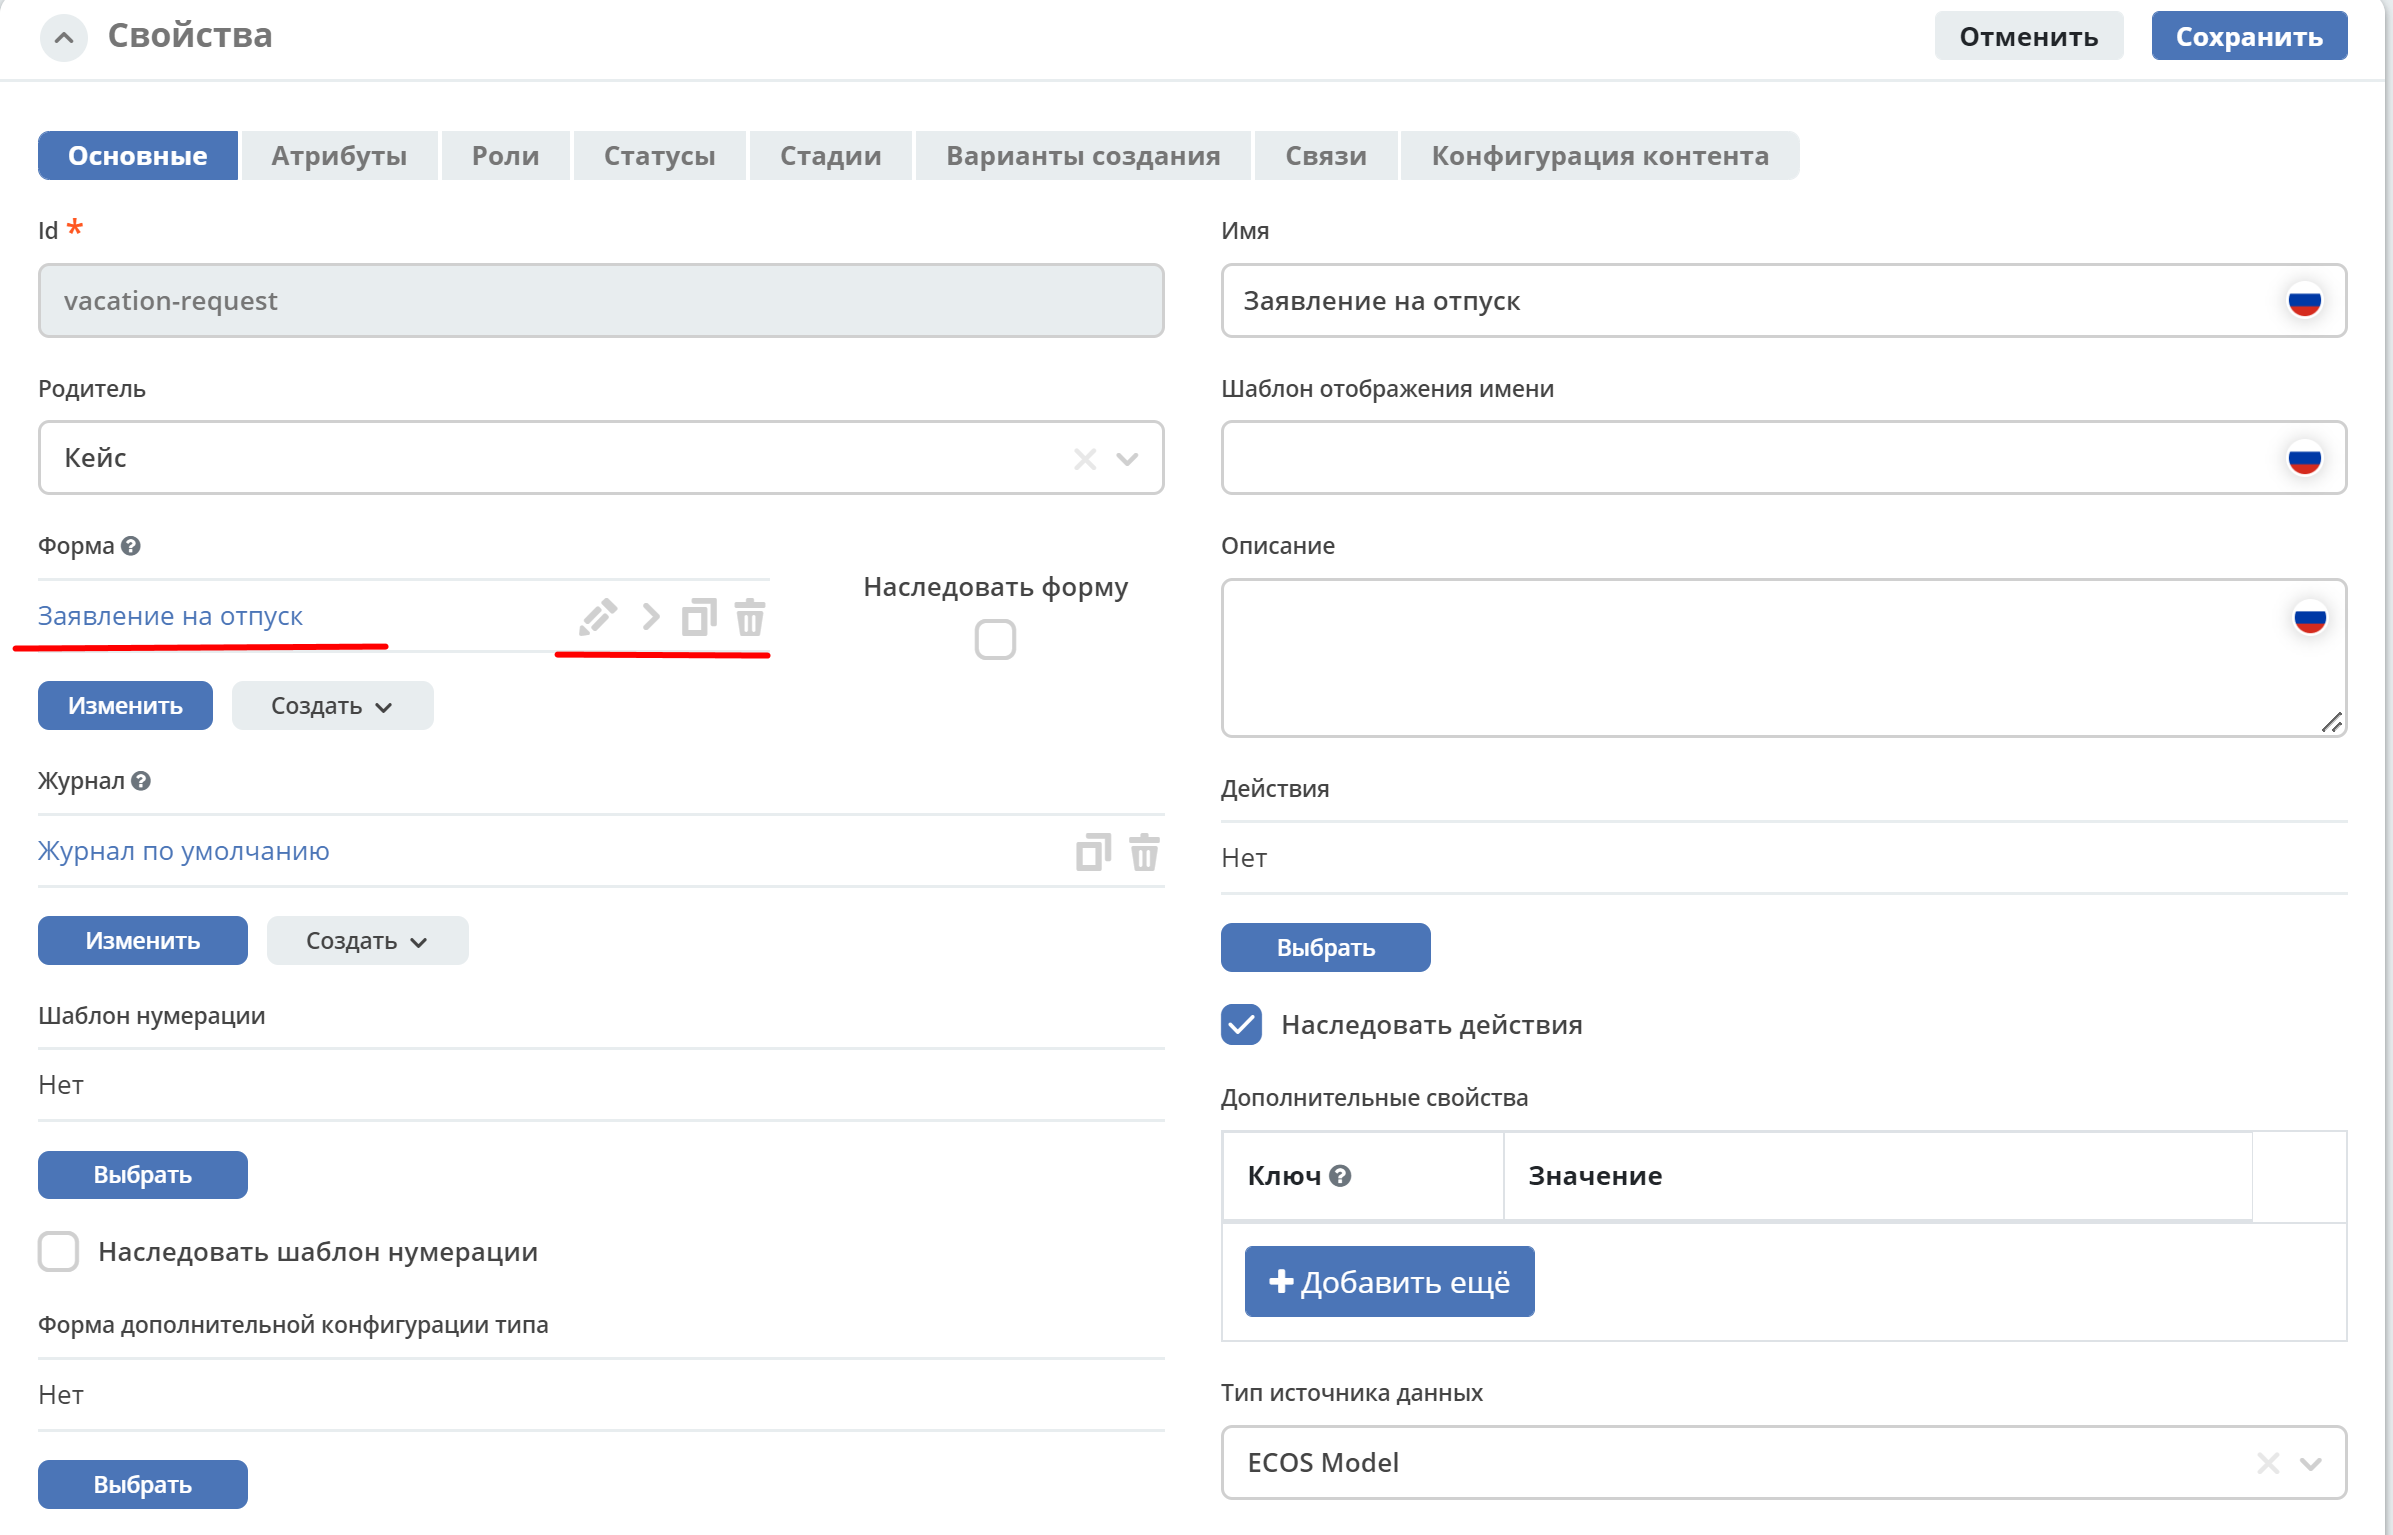 Свойства
Отменить
Сохранить
Основные
Атрибуты
Роли
Статусы
Стадии
Варианты создания
Связи
Конфигурация контента
Id *
vacation-request
Имя
Заявление на отпуск
Родитель
Кейс
Шаблон отображения имени
Форма
Заявление на отпуск
Наследовать форму
Изменить
Создать
Описание
Журнал
Журнал по умолчанию
Изменить
Создать
Действия
Нет
Выбрать
Наследовать действия
Шаблон нумерации
Нет
Выбрать
Наследовать шаблон нумерации
Дополнительные свойства
Ключ
Значение
Добавить ещё
Форма дополнительной конфигурации типа
Нет
Выбрать
Тип источника данных
ECOS Model